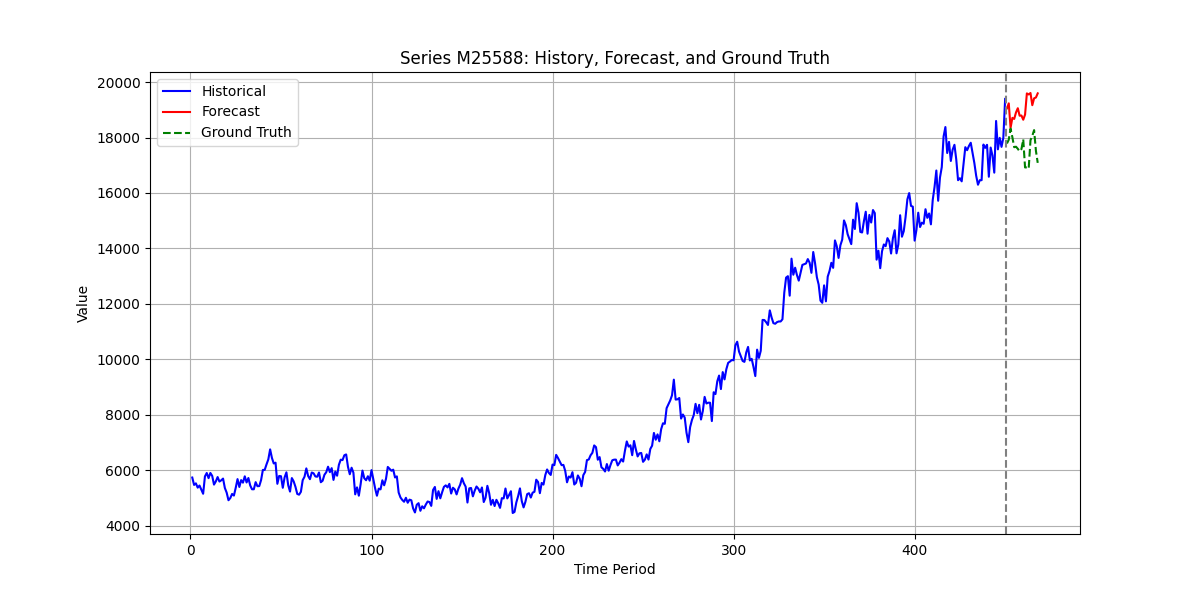 Series M25588: History, Forecast, and Ground Truth
Historical
Forecast
Ground Truth
20000
18000
16000
14000
12000
10000
8000
6000
4000
Value
0 100 200 300 400
Time Period